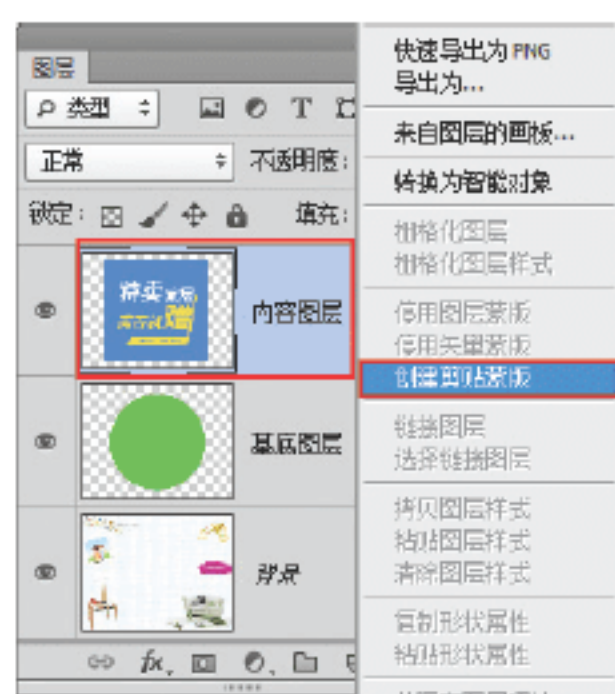 图层
类型
T
正常
不透明度:
锁定:
填充:
内容图层
基底图层
背景
fx
快速导出为 PNG
导出为...
来自图层的画板...
转换为智能对象
栅格化图层
栅格化图层样式
停用图层蒙版
停用矢量蒙版
创建剪贴蒙版
链接图层
选择链接图层
拷贝图层样式
粘贴图层样式
清除图层样式
复制形状属性
粘贴形状属性